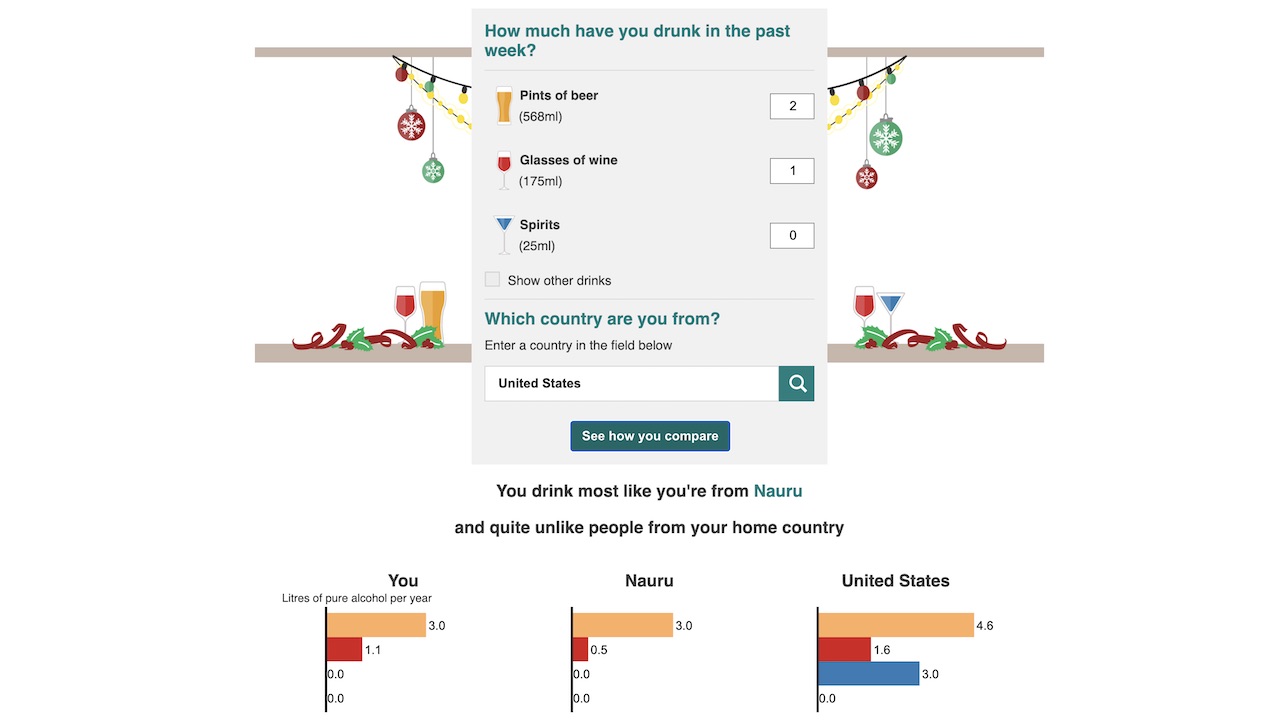 How much have you drunk in the past
week?
Pints of beer
(568ml)
2
Glasses of wine
(175ml)
1
Spirits
(25ml)
0
Show other drinks
Which country are you from?
Enter a country in the field below
United States
See how you compare
You drink most like you're from Nauru
and quite unlike people from your home country
You
Litres of pure alcohol per year
3.0
1.1
0.0
0.0
Nauru
3.0
0.5
0.0
0.0
United States
4.6
1.6
3.0
0.0